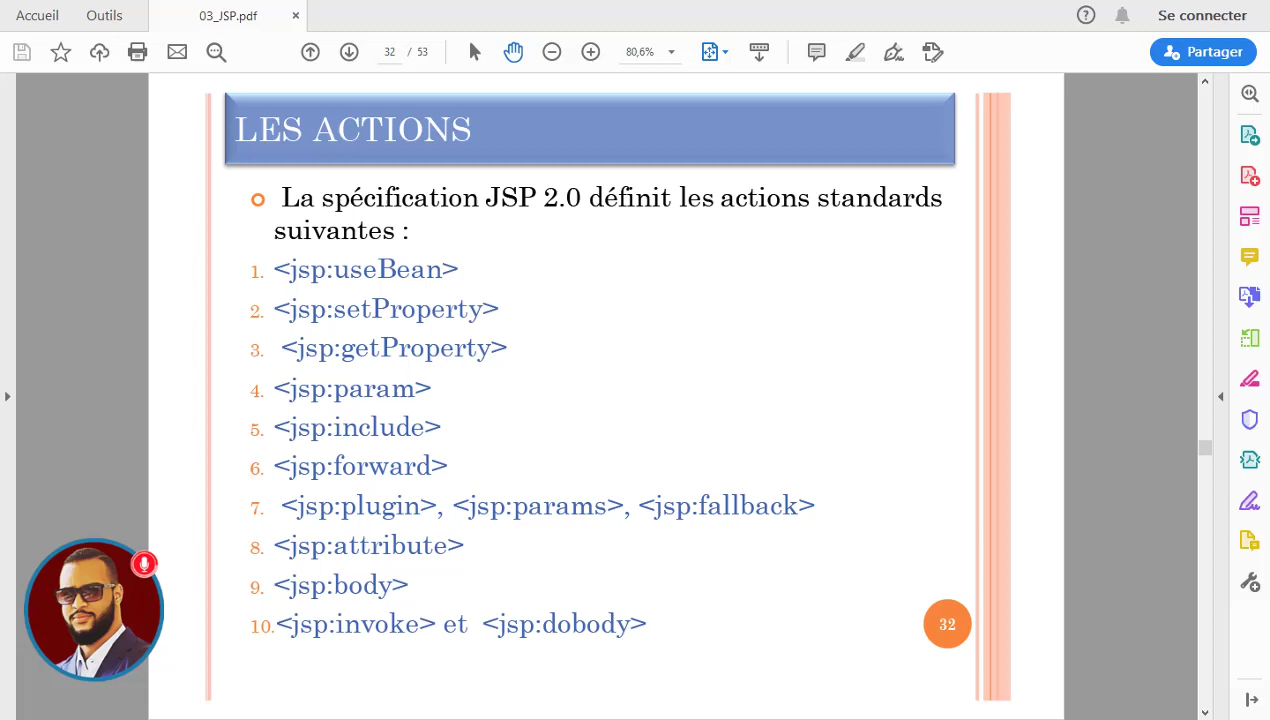 Accueil Outils 03_JSP.pdf × Se connecter
32 / 53 80,6% Partager
LES ACTIONS
La spécification JSP 2.0 définit les actions standards
suivantes :
1. <jsp:useBean>
2. <jsp:setProperty>
3. <jsp:getProperty>
4. <jsp:param>
5. <jsp:include>
6. <jsp:forward>
7. <jsp:plugin>, <jsp:params>, <jsp:fallback>
8. <jsp:attribute>
9. <jsp:body>
10. <jsp:invoke> et <jsp:dobody>
32